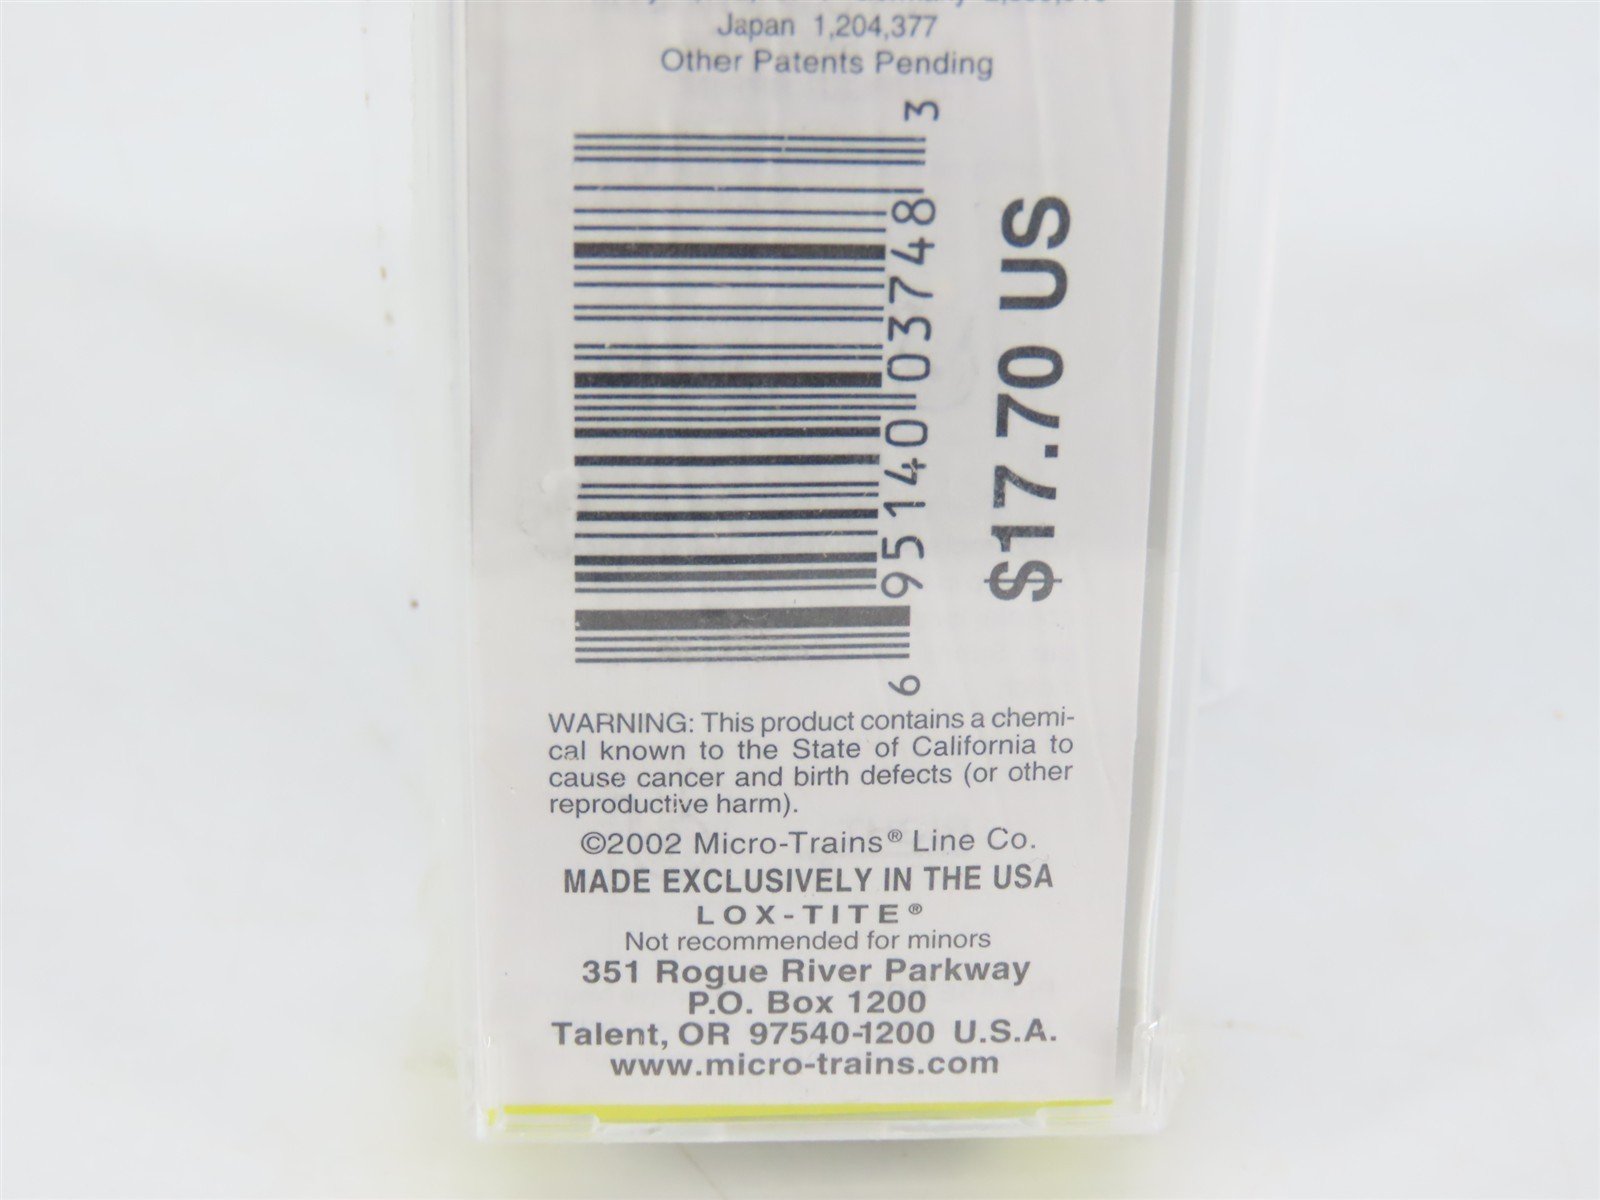 Japan 1,204,377
Other Patents Pending
6 95140 03748 3
$17.70 US
WARNING: This product contains a chemi-
cal known to the State of California to
cause cancer and birth defects (or other
reproductive harm).
©2002 Micro-Trains® Line Co.
MADE EXCLUSIVELY IN THE USA
LOX-TITE®
Not recommended for minors
351 Rogue River Parkway
P.O. Box 1200
Talent, OR 97540-1200 U.S.A.
www.micro-trains.com